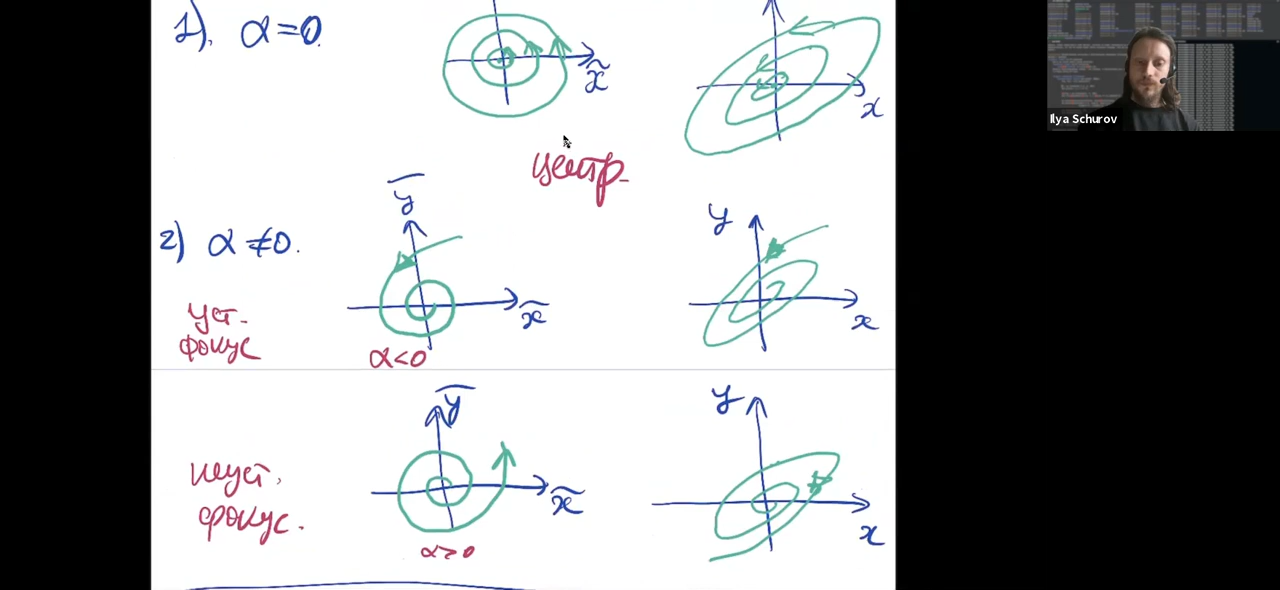 1). α=0.
x̃
x
центр.
ỹ
y
2) α≠0.
x̃
x
уст.
фокус
α<0
ỹ
y
неуст.
фокус.
x̃
x
α>0
Ilya Schurov